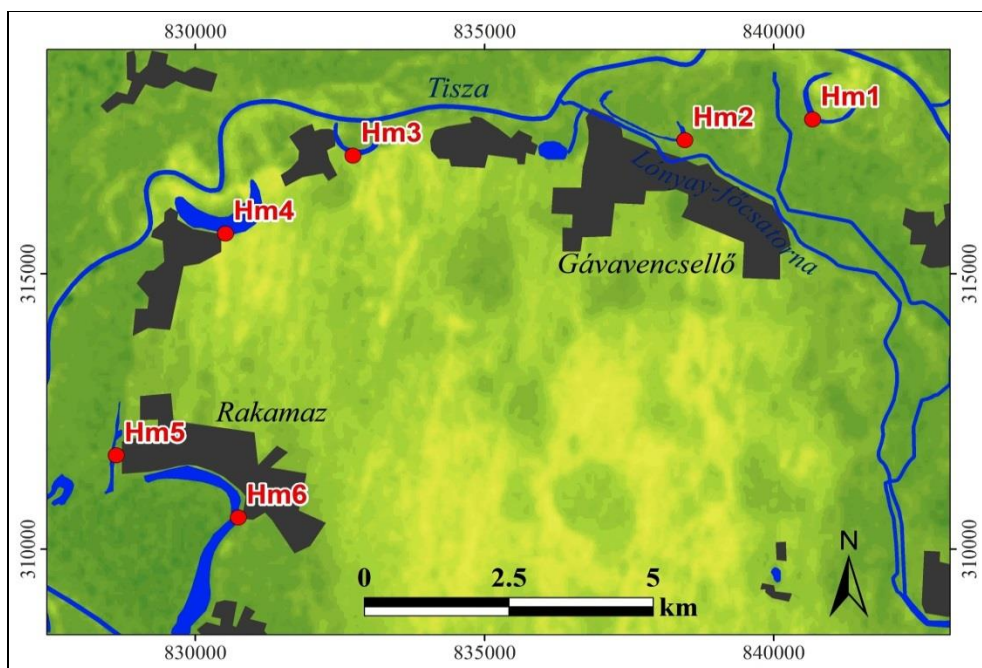 830000
835000
840000
Tisza
Hm1
Hm2
Hm3
Lónyay-főcsatorna
Hm4
315000
315000
Gávavencsellő
Rakamaz
Hm5
Hm6
310000
310000
N
0
2.5
5
km
830000
835000
840000